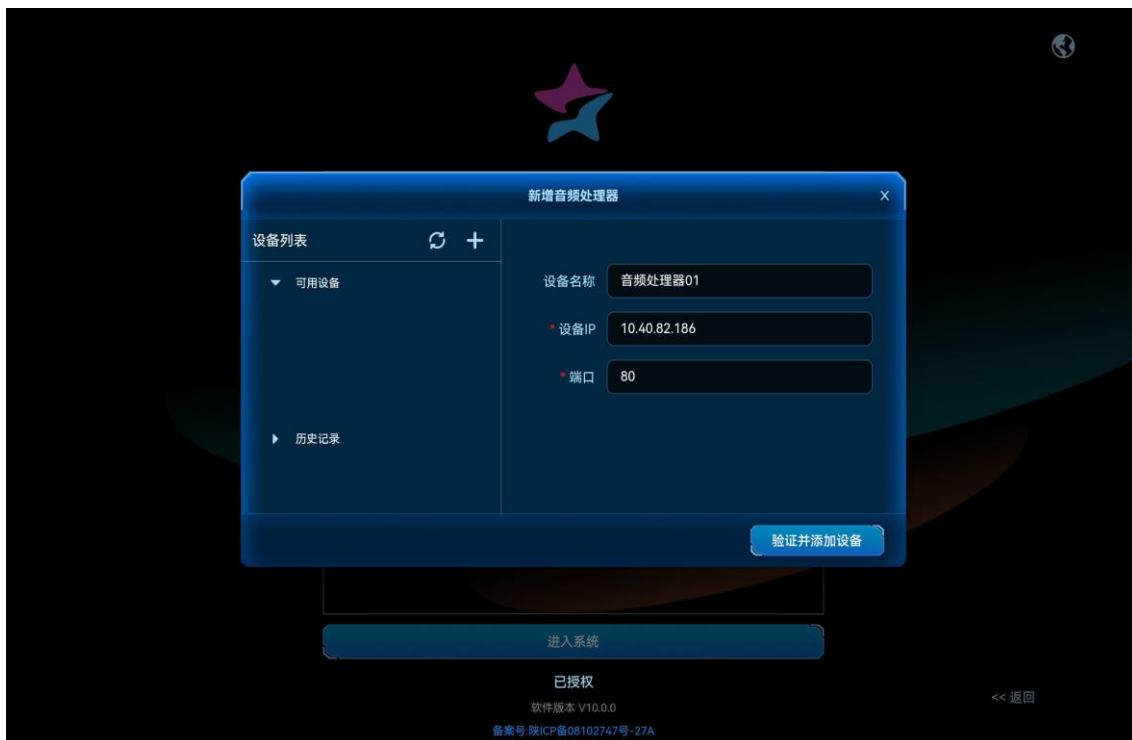 新增音频处理器 X
设备列表
可用设备
历史记录
设备名称 音频处理器01
*设备IP 10.40.82.186
*端口 80
验证并添加设备
进入系统
已授权
软件版本 V10.0.0
<< 返回
备案号:陕ICP备08102747号-27A